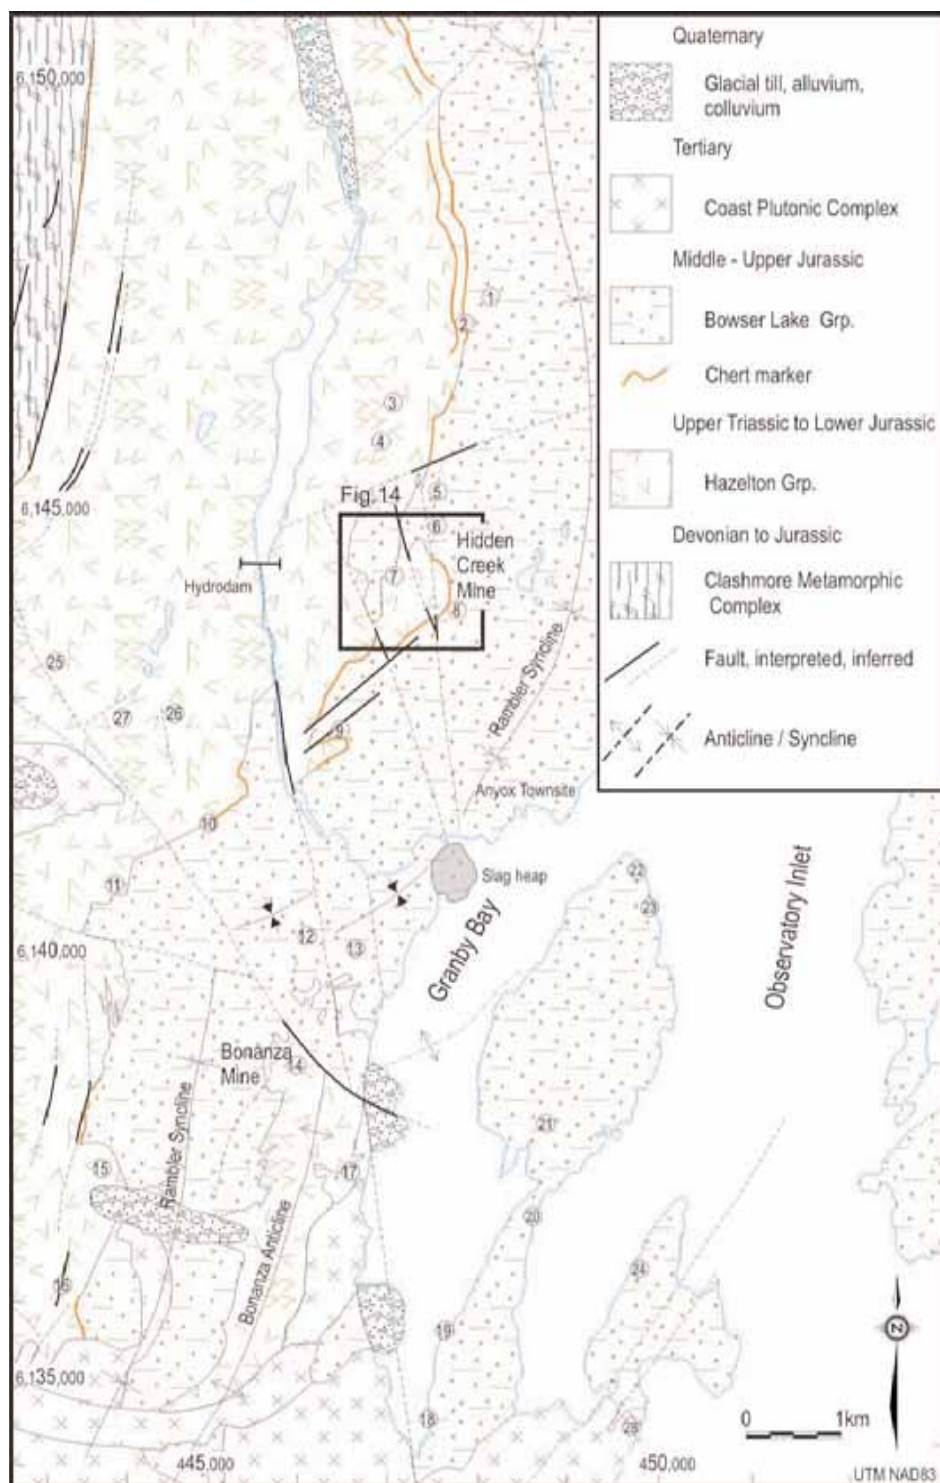 Quaternary
Glacial till, alluvium,
colluvium
Tertiary
Coast Plutonic Complex
Middle - Upper Jurassic
Bowser Lake Grp.
Chert marker
Upper Triassic to Lower Jurassic
Hazelton Grp.
Devonian to Jurassic
Clashmore Metamorphic
Complex
Fault, interpreted, inferred
Anticline / Syncline
6,150,000
1
2
3
4
6,145,000
Fig.14
5
6
Hidden
Creek
Mine
7
8
Hydrodam
Rambler Syncline
25
27
26
9
Anyox Townsite
10
11
Slag heap
22
23
Granby Bay
Observatory Inlet
12
13
6,140,000
Bonanza
Mine
14
21
15
Rambler Syncline
17
20
Bonanza Anticline
16
24
19
6,135,000
18
28
N
0
1km
445,000
450,000
UTM NAD83